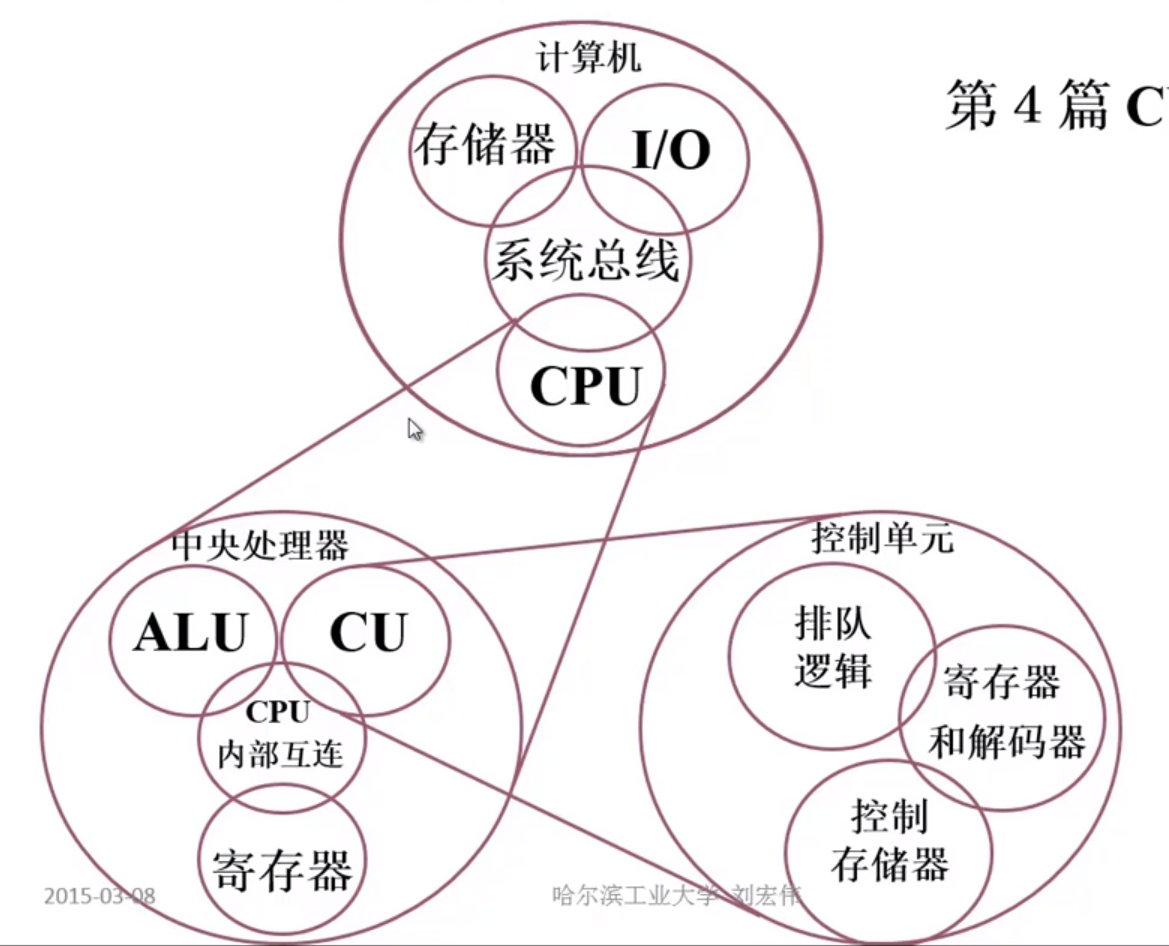 计算机
第 4 篇 C
存储器
I/O
系统总线
CPU
中央处理器
ALU
CU
CPU
内部互连
寄存器
控制单元
排队
逻辑
寄存器
和解码器
控制
存储器
2015-03-08
哈尔滨工业大学 刘宏伟